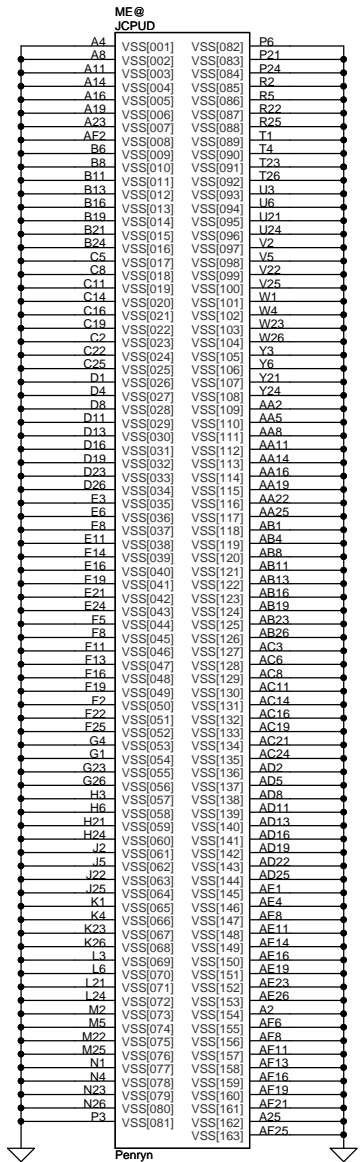 ME@
JCPUD
A4 VSS[001] VSS[082] P6
A8 VSS[002] VSS[083] P21
A11 VSS[003] VSS[084] P24
A14 VSS[004] VSS[085] R2
A16 VSS[005] VSS[086] R5
A19 VSS[006] VSS[087] R22
A23 VSS[007] VSS[088] R25
AF2 VSS[008] VSS[089] T1
B6 VSS[009] VSS[090] T4
B8 VSS[010] VSS[091] T23
B11 VSS[011] VSS[092] T26
B13 VSS[012] VSS[093] U3
B16 VSS[013] VSS[094] U6
B19 VSS[014] VSS[095] U21
B21 VSS[015] VSS[096] U24
B24 VSS[016] VSS[097] V2
C5 VSS[017] VSS[098] V5
C8 VSS[018] VSS[099] V22
C11 VSS[019] VSS[100] V25
C14 VSS[020] VSS[101] W1
C16 VSS[021] VSS[102] W4
C19 VSS[022] VSS[103] W23
C2 VSS[023] VSS[104] W26
C22 VSS[024] VSS[105] Y3
C25 VSS[025] VSS[106] Y6
D1 VSS[026] VSS[107] Y21
D4 VSS[027] VSS[108] Y24
D8 VSS[028] VSS[109] AA2
D11 VSS[029] VSS[110] AA5
D13 VSS[030] VSS[111] AA8
D16 VSS[031] VSS[112] AA11
D19 VSS[032] VSS[113] AA14
D23 VSS[033] VSS[114] AA16
D26 VSS[034] VSS[115] AA19
E3 VSS[035] VSS[116] AA22
E6 VSS[036] VSS[117] AA25
E8 VSS[037] VSS[118] AB1
E11 VSS[038] VSS[119] AB4
E14 VSS[039] VSS[120] AB8
E16 VSS[040] VSS[121] AB11
E19 VSS[041] VSS[122] AB13
E21 VSS[042] VSS[123] AB16
E24 VSS[043] VSS[124] AB19
F5 VSS[044] VSS[125] AB23
F8 VSS[045] VSS[126] AB26
F11 VSS[046] VSS[127] AC3
F13 VSS[047] VSS[128] AC6
F16 VSS[048] VSS[129] AC8
F19 VSS[049] VSS[130] AC11
F2 VSS[050] VSS[131] AC14
F22 VSS[051] VSS[132] AC16
F25 VSS[052] VSS[133] AC19
G4 VSS[053] VSS[134] AC21
G1 VSS[054] VSS[135] AC24
G23 VSS[055] VSS[136] AD2
G26 VSS[056] VSS[137] AD5
H3 VSS[057] VSS[138] AD8
H6 VSS[058] VSS[139] AD11
H21 VSS[059] VSS[140] AD13
H24 VSS[060] VSS[141] AD16
J2 VSS[061] VSS[142] AD19
J5 VSS[062] VSS[143] AD22
J22 VSS[063] VSS[144] AD25
J25 VSS[064] VSS[145] AE1
K1 VSS[065] VSS[146] AE4
K4 VSS[066] VSS[147] AE8
K23 VSS[067] VSS[148] AE11
K26 VSS[068] VSS[149] AE14
L3 VSS[069] VSS[150] AE16
L6 VSS[070] VSS[151] AE19
L21 VSS[071] VSS[152] AE23
L24 VSS[072] VSS[153] AE26
M2 VSS[073] VSS[154] A2
M5 VSS[074] VSS[155] AF6
M22 VSS[075] VSS[156] AF8
M25 VSS[076] VSS[157] AF11
N1 VSS[077] VSS[158] AF13
N4 VSS[078] VSS[159] AF16
N23 VSS[079] VSS[160] AF19
N26 VSS[080] VSS[161] AF21
P3 VSS[081] VSS[162] A25
VSS[163] AF25
Penryn